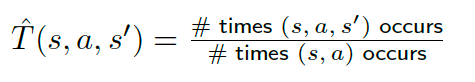 T̂(s, a, s′) = # times (s, a, s′) occurs / # times (s, a) occurs